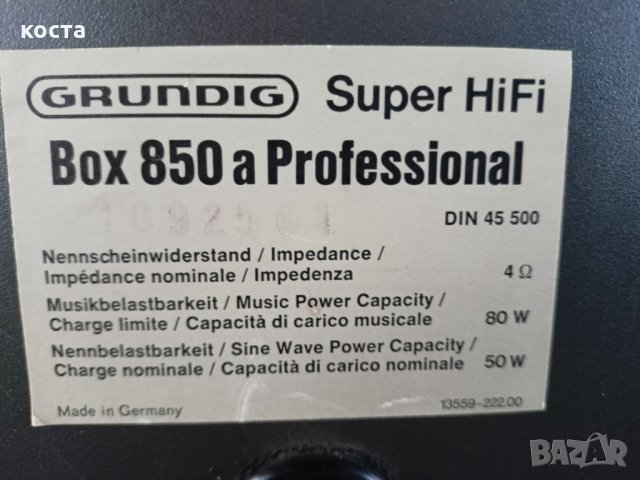 коста
GRUNDIG Super HiFi
Box 850 a Professional
DIN 45 500
Nennscheinwiderstand / Impedance /
Impédance nominale / Impedenza 4 Ω
Musikbelastbarkeit / Music Power Capacity /
Charge limite / Capacità di carico musicale 80 W
Nennbelastbarkeit / Sine Wave Power Capacity /
Charge nominale / Capacità di carico nominale 50 W
Made in Germany 13559-222.00
BAZAR